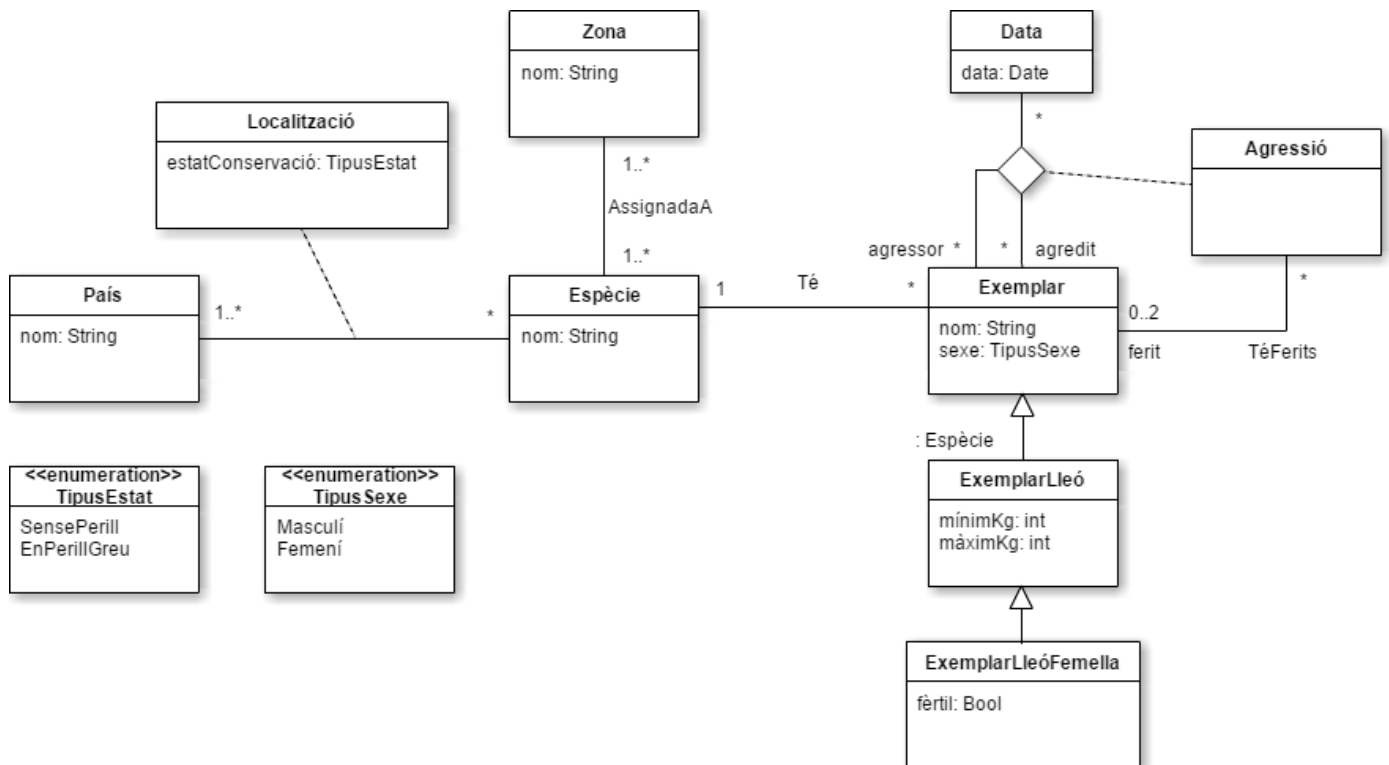 Zona
nom: String
Data
data: Date
Localització
estatConservació: TipusEstat
Agressió
1..*
*
AssignadaA
1..*
agressor * * agredit
País
nom: String
1..*
*
Espècie
nom: String
1
Té
*
Exemplar
nom: String
sexe: TipusSexe
0..2
*
ferit
TéFerits
: Espècie
<<enumeration>>
TipusEstat
SensePerill
EnPerillGreu
<<enumeration>>
TipusSexe
Masculí
Femení
ExemplarLleó
mínimKg: int
màximKg: int
ExemplarLleóFemella
fèrtil: Bool